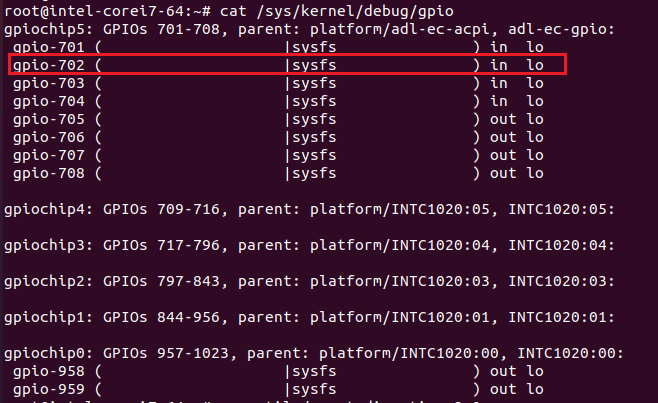 root@intel-corei7-64:~# cat /sys/kernel/debug/gpio
gpiochip5: GPIOs 701-708, parent: platform/adl-ec-acpi, adl-ec-gpio:
 gpio-701 (                    |sysfs               ) in  lo
 gpio-702 (                    |sysfs               ) in  lo
 gpio-703 (                    |sysfs               ) in  lo
 gpio-704 (                    |sysfs               ) in  lo
 gpio-705 (                    |sysfs               ) out lo
 gpio-706 (                    |sysfs               ) out lo
 gpio-707 (                    |sysfs               ) out lo
 gpio-708 (                    |sysfs               ) out lo
gpiochip4: GPIOs 709-716, parent: platform/INTC1020:05, INTC1020:05:
gpiochip3: GPIOs 717-796, parent: platform/INTC1020:04, INTC1020:04:
gpiochip2: GPIOs 797-843, parent: platform/INTC1020:03, INTC1020:03:
gpiochip1: GPIOs 844-956, parent: platform/INTC1020:01, INTC1020:01:
gpiochip0: GPIOs 957-1023, parent: platform/INTC1020:00, INTC1020:00:
 gpio-958 (                    |sysfs               ) out lo
 gpio-959 (                    |sysfs               ) out lo